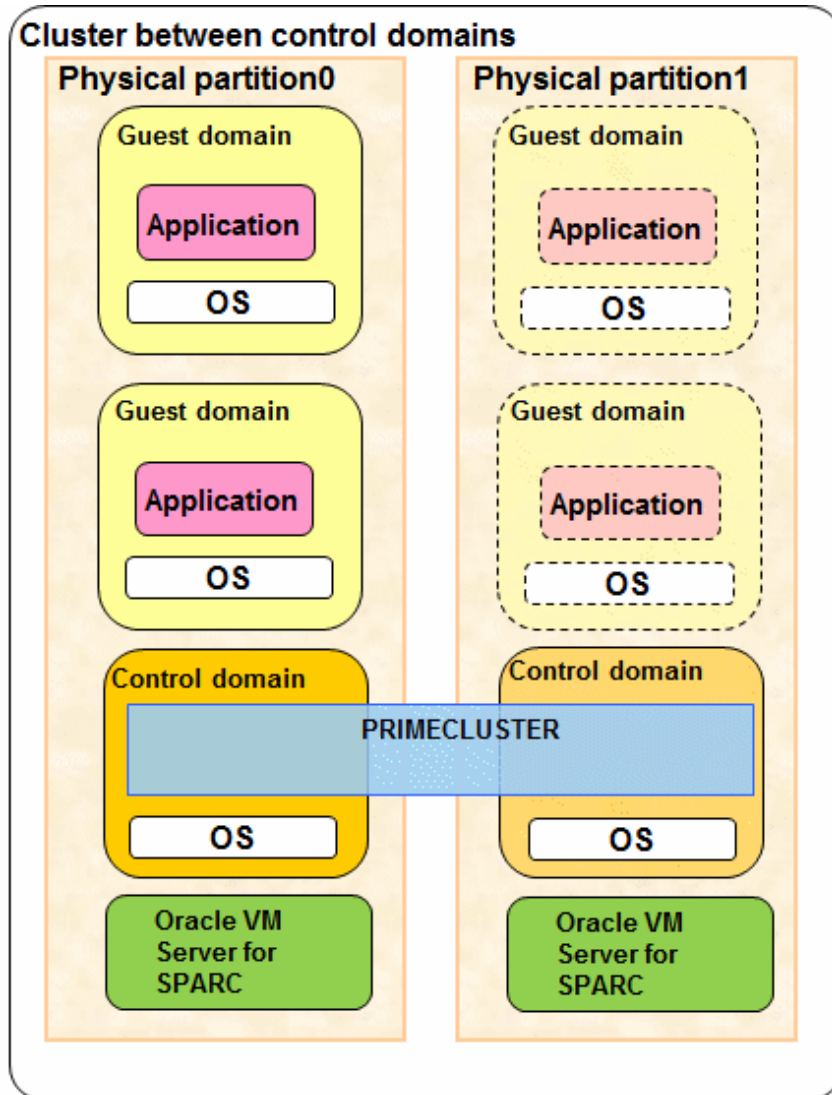 Cluster between control domains
Physical partition0
Guest domain
Application
OS
Guest domain
Application
OS
Control domain
OS
Oracle VM
Server for
SPARC
Physical partition1
Guest domain
Application
OS
Guest domain
Application
OS
Control domain
PRIMECLUSTER
OS
Oracle VM
Server for
SPARC